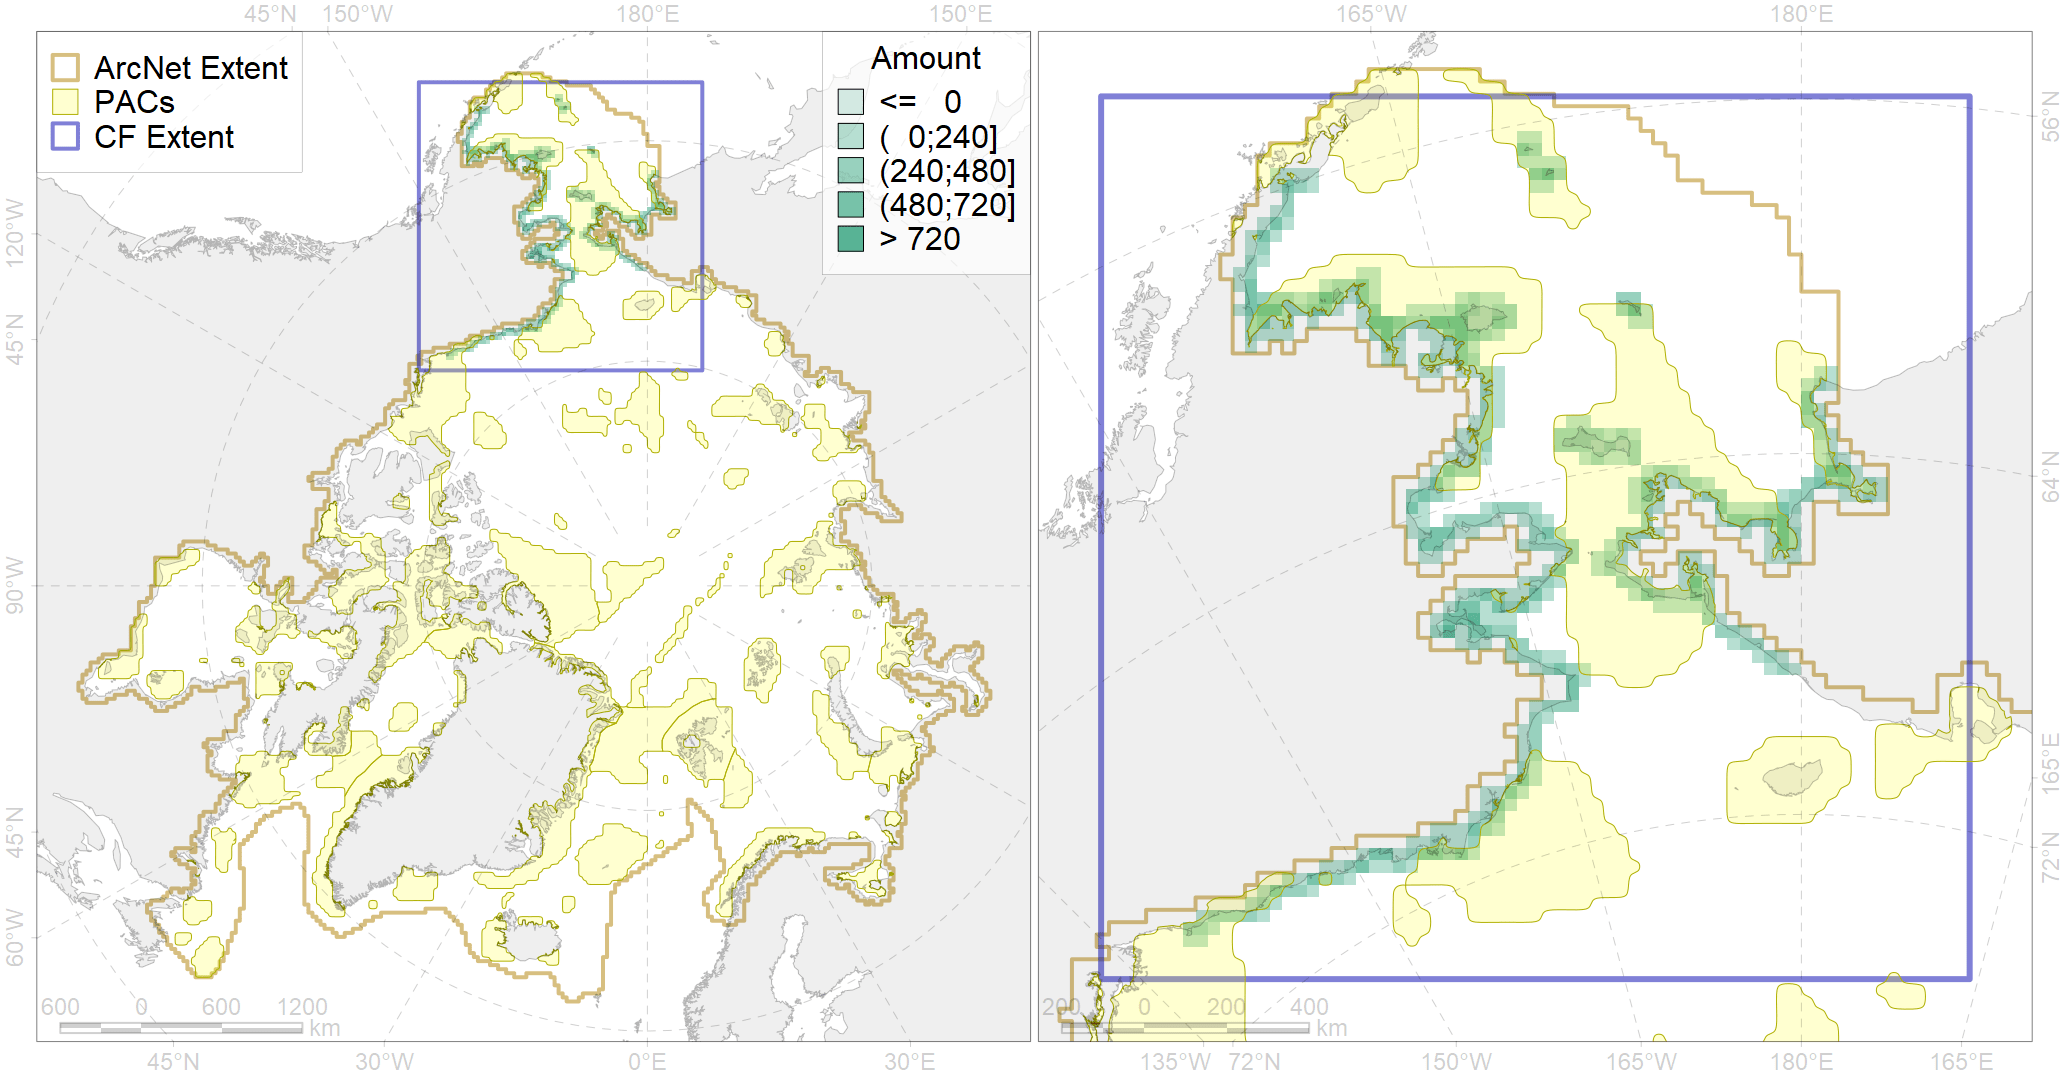 45°N 150°W 180°E 150°E 165°W 180°E
ArcNet Extent
PACs
CF Extent
Amount
<= 0
( 0;240]
(240;480]
(480;720]
> 720
120°W
45°N
90°W
45°N
60°W
56°N
64°N
165°E
72°N
600 0 600 1200
km
200 0 200 400
km
45°N 30°W 0°E 30°E 135°W 72°N 150°W 165°W 180°E 165°E